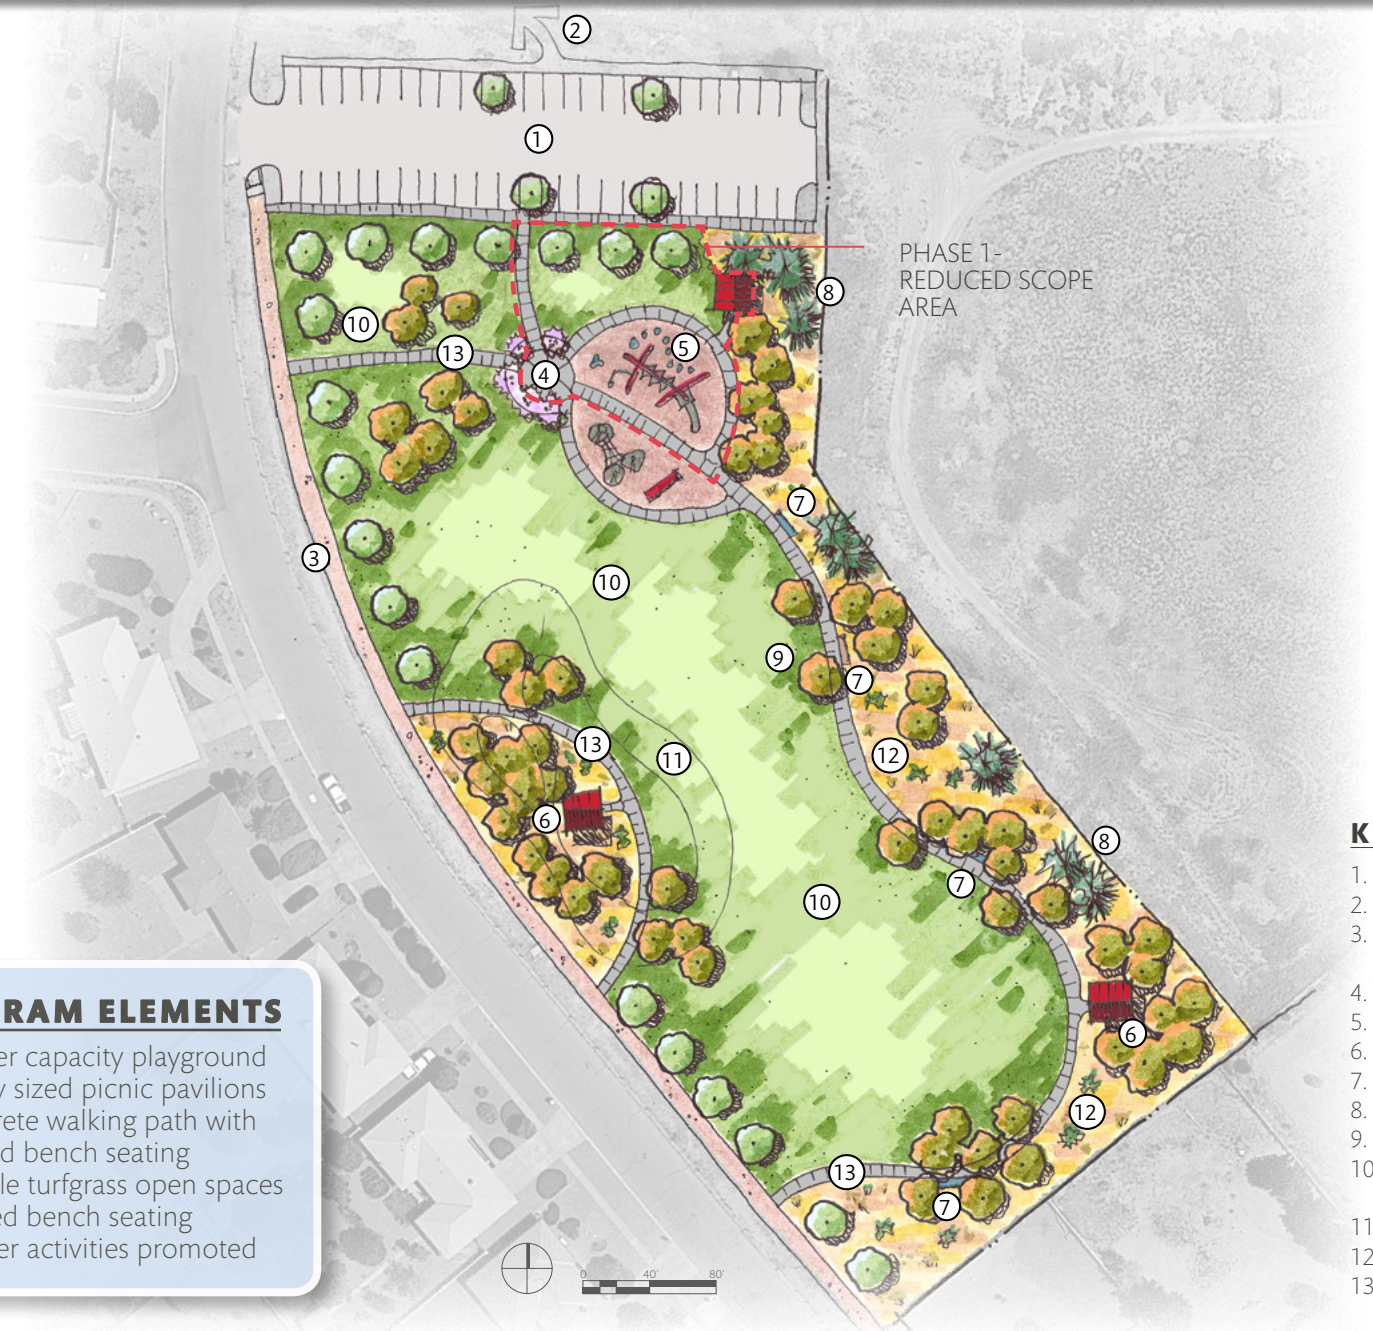 2
1
PHASE 1-
REDUCED SCOPE
AREA
8
10
13
5
4
7
3
10
9
7
13
11
12
6
8
7
10
6
12
13
7
RAM ELEMENTS
er capacity playground
y sized picnic pavilions
rete walking path with
d bench seating
le turfgrass open spaces
ed bench seating
er activities promoted
0 40' 80'
K
1.
2.
3.
4.
5.
6.
7.
8.
9.
10
11
12
13